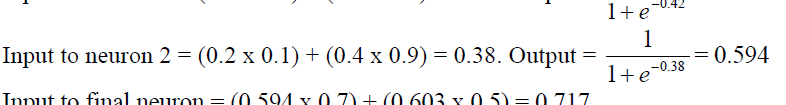 1+e^-0.42
Input to neuron 2 = (0.2 x 0.1) + (0.4 x 0.9) = 0.38. Output = 1/(1+e^-0.38) = 0.594
Input to final neuron = (0.594 x 0.7) + (0.603 x 0.5) = 0.717